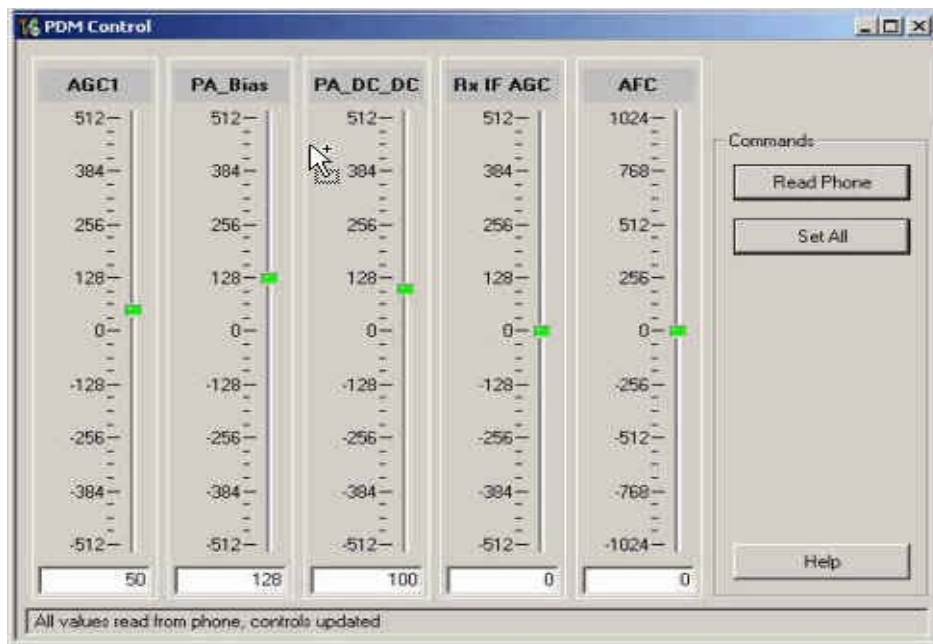 PDM Control
AGC1 PA_Bias PA_DC_DC Rx IF AGC AFC
512 512 512 512 1024
Commands
384 384 384 384 768
Read Phone
256 256 256 256 512
Set All
128 128 128 128 256
0 0 0 0 0
-128 -128 -128 -128 -256
-256 -256 -256 -256 -512
-384 -384 -384 -384 -768
-512 -512 -512 -512 -1024
Help
50 128 100 0 0
All values read from phone, controls updated